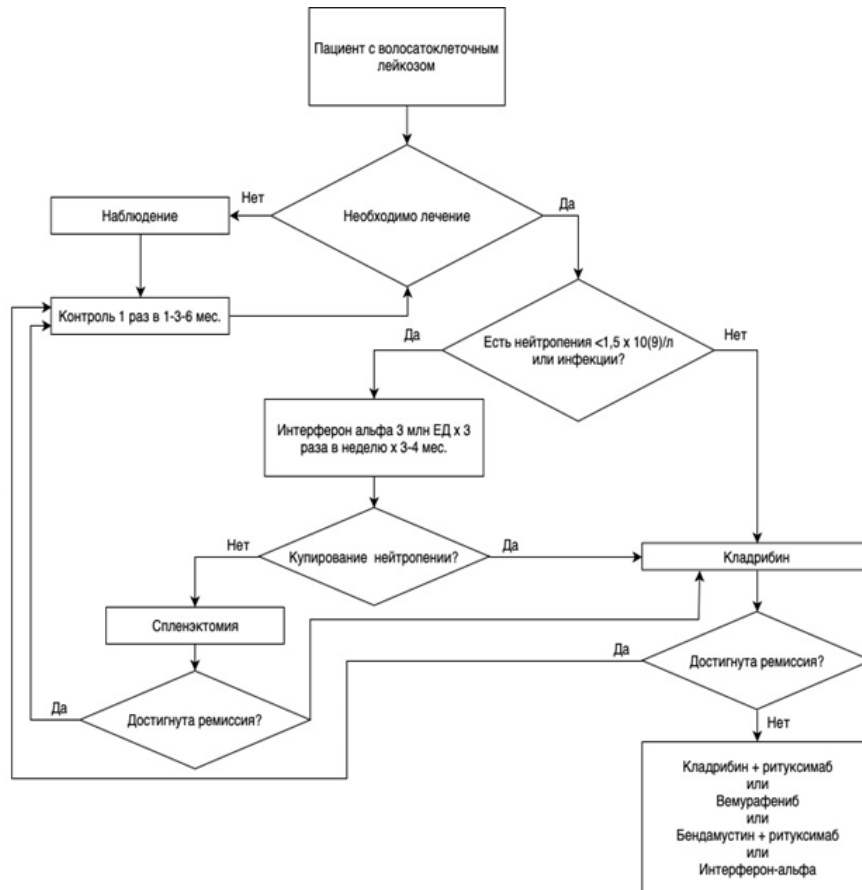 Пациент с волосатоклеточным
лейкозом
Нет
Необходимо лечение
Да
Наблюдение
Контроль 1 раз в 1-3-6 мес.
Да
Есть нейтропения <1,5 x 10(9)/л
или инфекции?
Нет
Интерферон альфа 3 млн ЕД x 3
раза в неделю x 3-4 мес.
Нет
Купирование нейтропении?
Да
Кладрибин
Спленэктомия
Да
Достигнута ремиссия?
Да
Достигнута ремиссия?
Нет
Кладрибин + ритуксимаб
или
Вемурафениб
или
Бендамустин + ритуксимаб
или
Интерферон-альфа